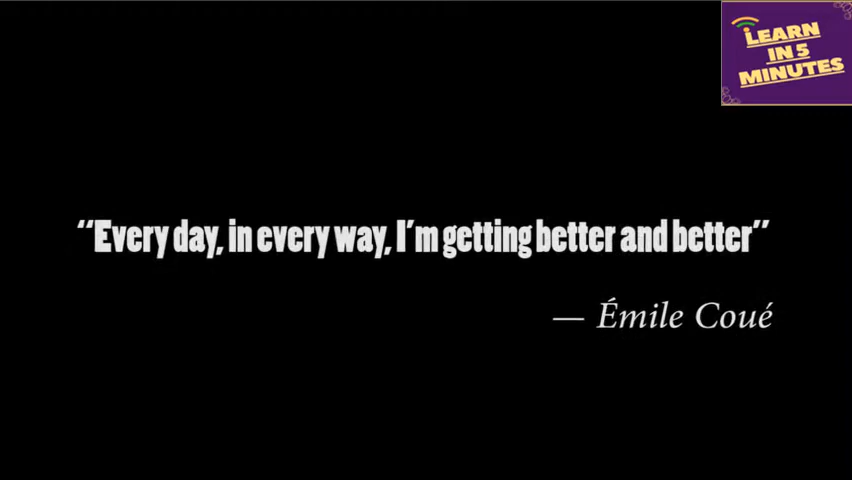 LEARN
IN 5
MINUTES
“Every day, in every way, I’m getting better and better”
— Émile Coué